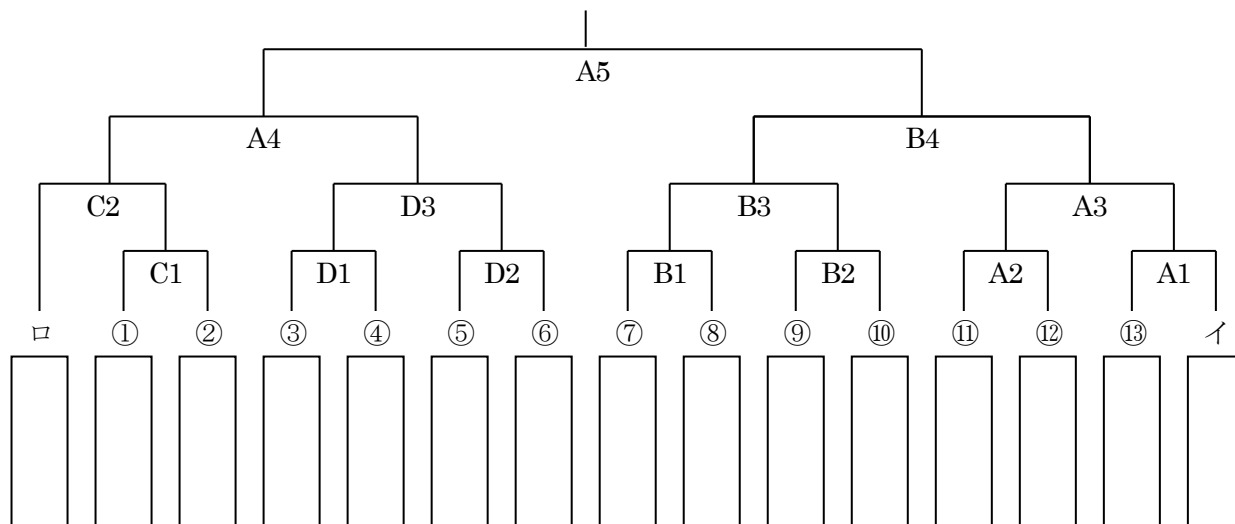 A5
A4 B4
C2 D3 B3 A3
C1 D1 D2 B1 B2 A2 A1
ロ ① ② ③ ④ ⑤ ⑥ ⑦ ⑧ ⑨ ⑩ ⑪ ⑫ ⑬ イ